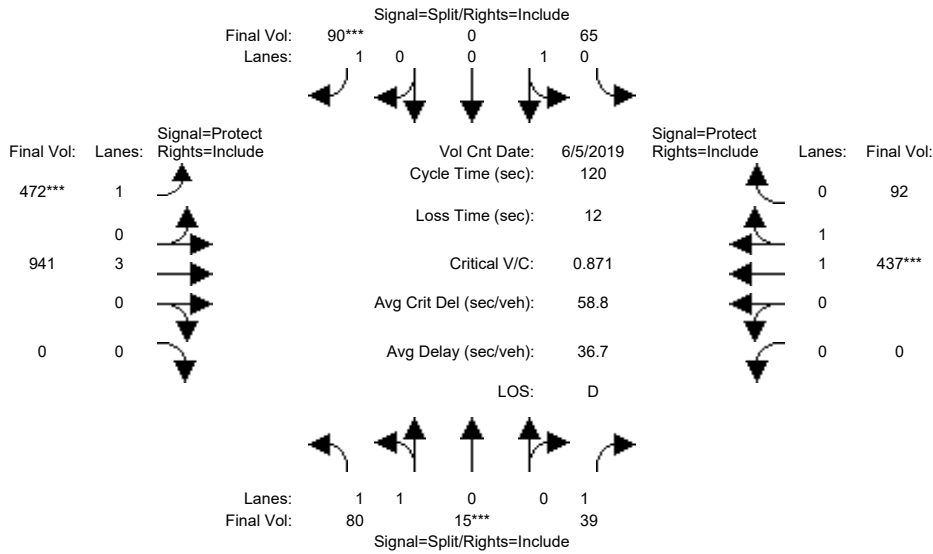 Signal=Split/Rights=Include
Final Vol: 90*** 0 65
Lanes: 1 0 0 1 0
Signal=Protect Signal=Protect
Final Vol: Lanes: Rights=Include Vol Cnt Date: 6/5/2019 Rights=Include Lanes: Final Vol:
Cycle Time (sec): 120
472*** 1 0 92
Loss Time (sec): 12
0 1
941 3 Critical V/C: 0.871 1 437***
0 Avg Crit Del (sec/veh): 58.8 0
0 0 Avg Delay (sec/veh): 36.7 0 0
LOS: D
Lanes: 1 1 0 0 1
Final Vol: 80 15*** 39
Signal=Split/Rights=Include